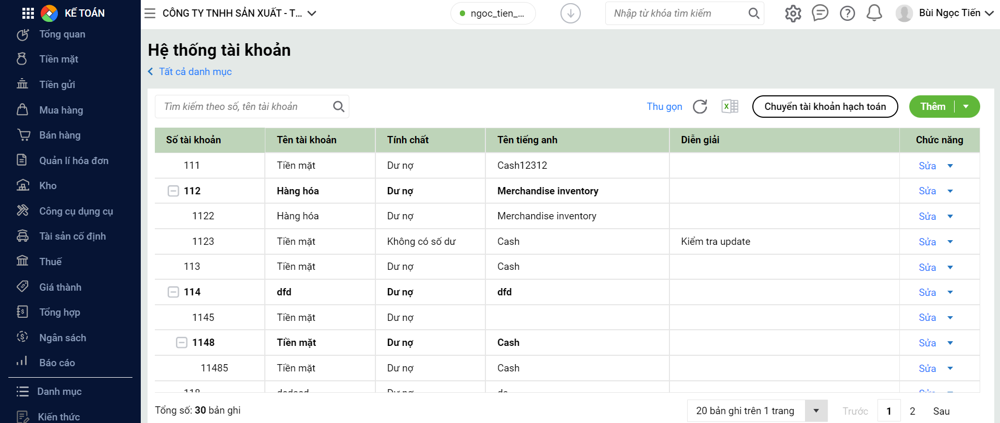 KẾ TOÁN
CÔNG TY TNHH SẢN XUẤT - T...
ngoc_tien_...
Nhập từ khóa tìm kiếm
Bùi Ngọc Tiến
Tổng quan
Tiền mặt
Tiền gửi
Mua hàng
Bán hàng
Quản lí hóa đơn
Kho
Công cụ dụng cụ
Tài sản cố định
Thuế
Giá thành
Tổng hợp
Ngân sách
Báo cáo
Danh mục
Kiến thức
Hệ thống tài khoản
Tất cả danh mục
Tìm kiếm theo số, tên tài khoản
Thu gọn
Chuyển tài khoản hạch toán
Thêm
Số tài khoản Tên tài khoản Tính chất Tên tiếng anh Diễn giải Chức năng
111 Tiền mặt Dư nợ Cash12312 Sửa
112 Hàng hóa Dư nợ Merchandise inventory Sửa
1122 Hàng hóa Dư nợ Merchandise inventory Sửa
1123 Tiền mặt Không có số dư Cash Kiểm tra update Sửa
113 Tiền mặt Dư nợ Cash Sửa
114 dfd Dư nợ dfd Sửa
1145 Tiền mặt Dư nợ Sửa
1148 Tiền mặt Dư nợ Cash Sửa
11485 Tiền mặt Dư nợ Cash Sửa
Dư nợ Sửa
Tổng số: 30 bản ghi
20 bản ghi trên 1 trang
Trước 1 2 Sau